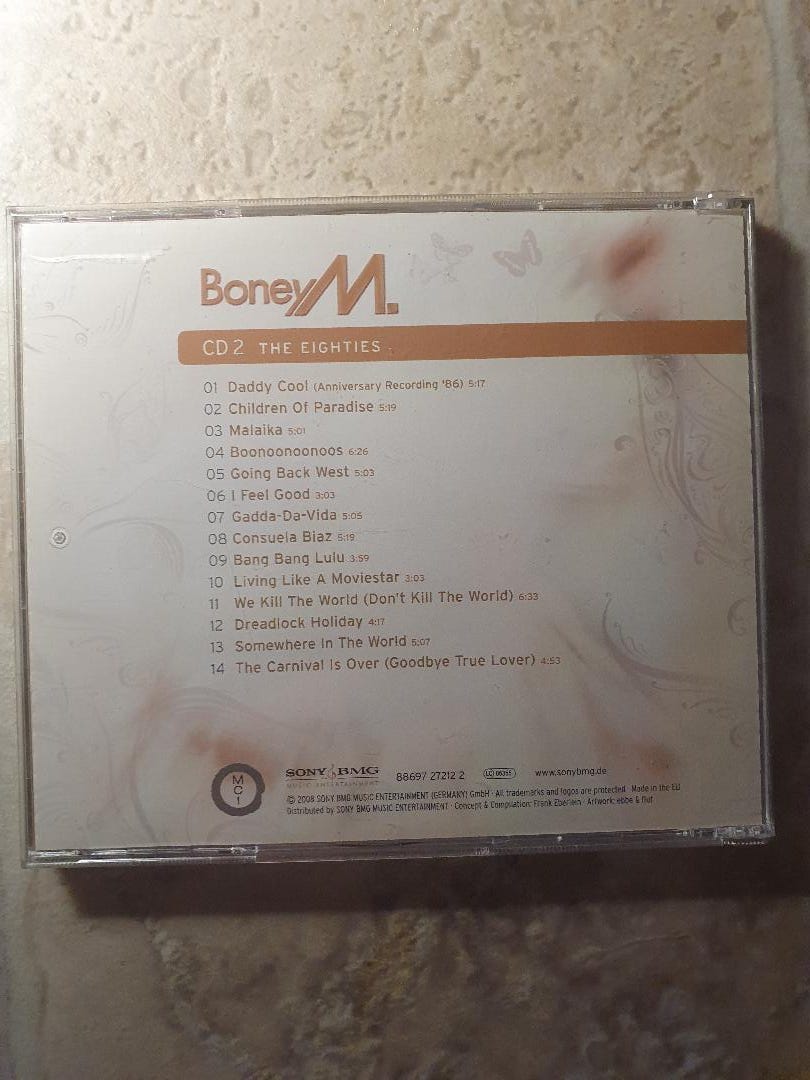 Boney M.
CD 2 THE EIGHTIES
01 Daddy Cool (Anniversary Recording '86) 5:17
02 Children Of Paradise 5:19
03 Malaika 5:01
04 Boonoonoonoos 6:26
05 Going Back West 5:03
06 I Feel Good 3:03
07 Gadda-Da-Vida 5:05
08 Consuela Biaz 5:19
09 Bang Bang Lulu 3:59
10 Living Like A Moviestar 3:03
11 We Kill The World (Don't Kill The World) 6:33
12 Dreadlock Holiday 4:17
13 Somewhere In The World 5:07
14 The Carnival Is Over (Goodbye True Lover) 4:53
MC1
SONY BMG 88697 27212 2 LC 06355 www.sonybmg.de
MUSIC ENTERTAINMENT
℗ 2008 SONY BMG MUSIC ENTERTAINMENT (GERMANY) GmbH · All trademarks and logos are protected · Made in the EU
Distributed by SONY BMG MUSIC ENTERTAINMENT · Concept & Compilation: Frank Eberlein · Artwork: ebbe & flut